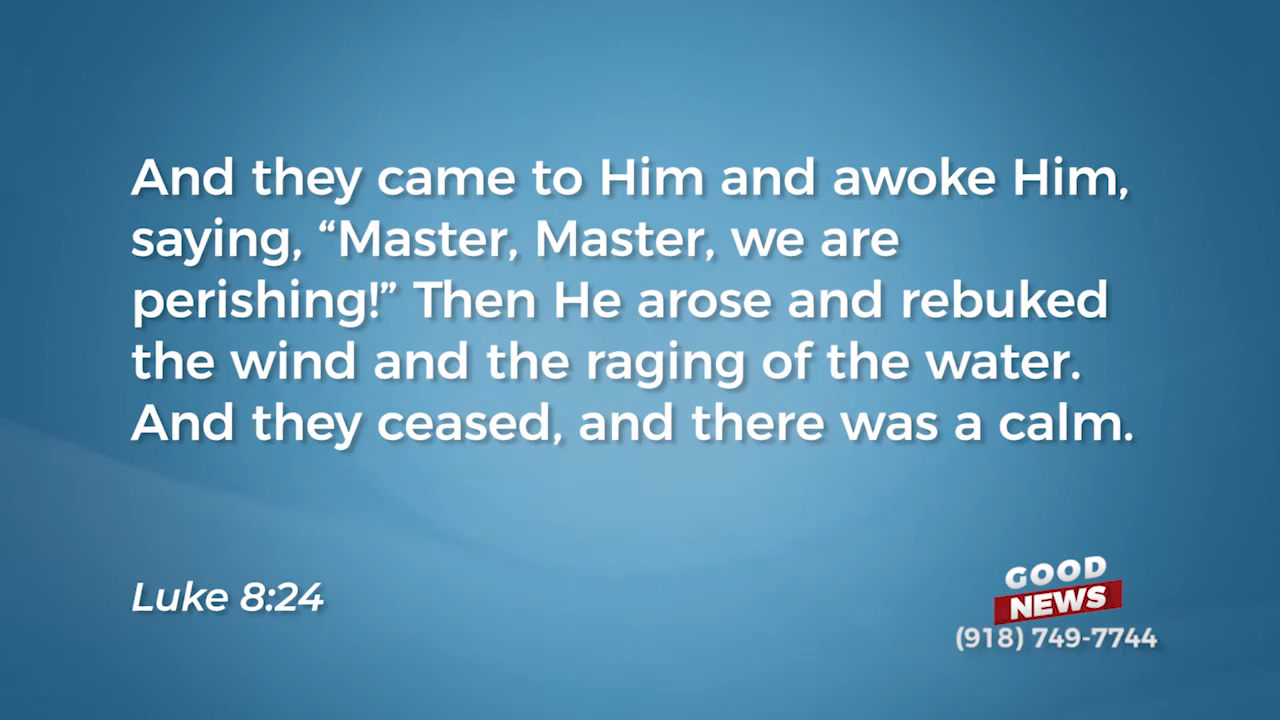 And they came to Him and awoke Him,
saying, “Master, Master, we are
perishing!” Then He arose and rebuked
the wind and the raging of the water.
And they ceased, and there was a calm.
Luke 8:24
GOOD
NEWS
(918) 749-7744